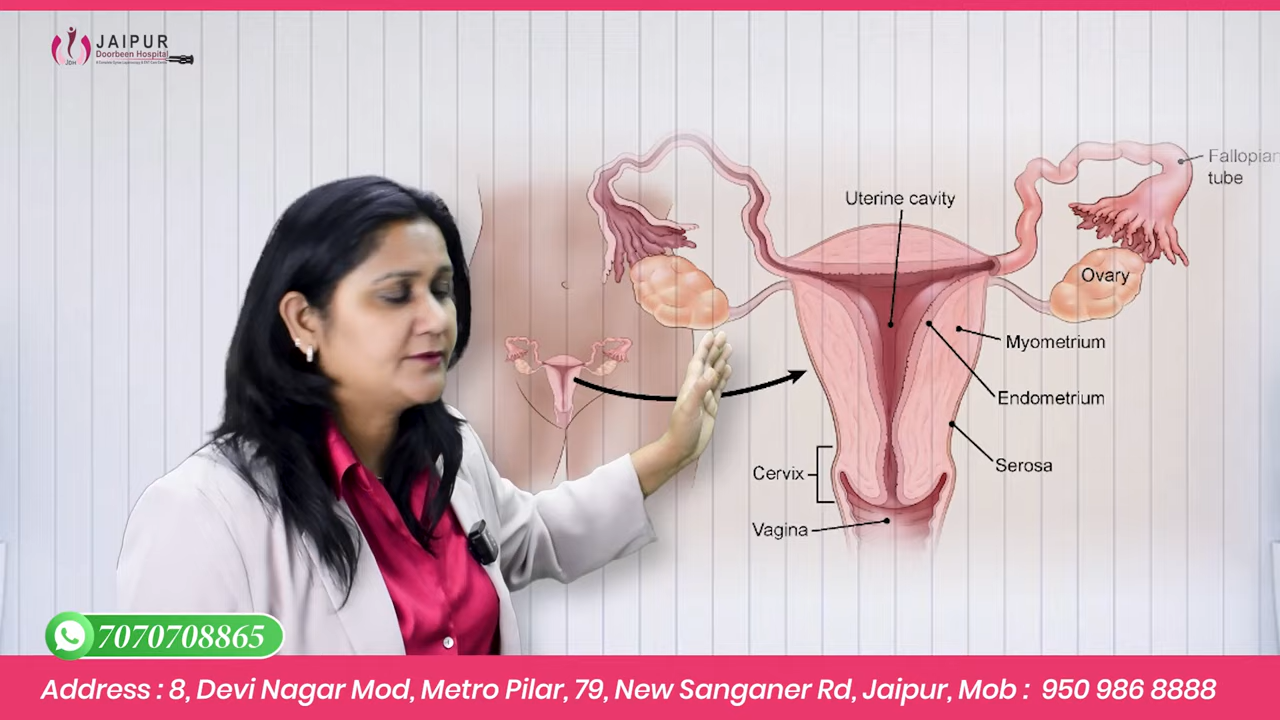 JAIPUR
Doorbeen Hospital
JDH
Fallopian
tube
Uterine cavity
Ovary
Myometrium
Endometrium
Serosa
Cervix
Vagina
7070708865
Address : 8, Devi Nagar Mod, Metro Pilar, 79, New Sanganer Rd, Jaipur, Mob : 950 986 8888